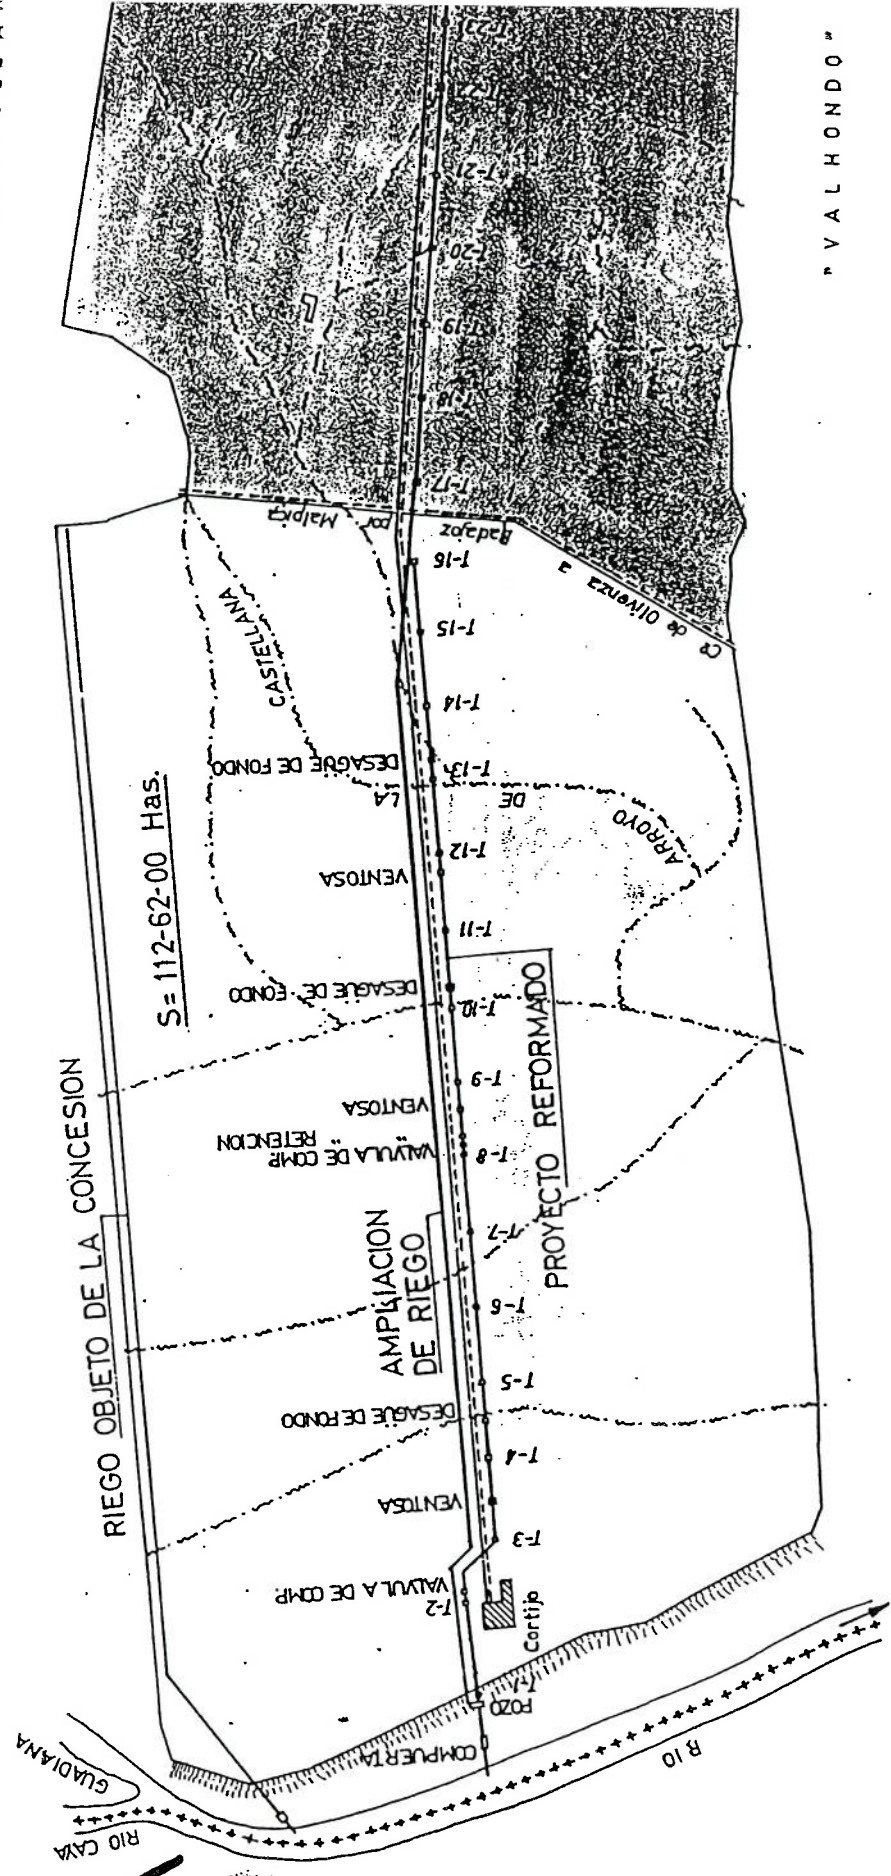 "VALHONDO"
T-23
T-22
T-21
T-20
T-19
T-18
T-17
Cª de Olivenza a Badajoz por Malpica
T-16
T-15
T-14
T-13
T-12
T-11
T-10
T-9
T-8
T-7
T-6
T-5
T-4
T-3
T-2
T-1
ARROYO DE LA CASTELLANA
DESAGÜE DE FONDO
VENTOSA
DESAGÜE DE FONDO
VENTOSA
VALVULA DE COMP.
" " RETENCION
DESAGÜE DE FONDO
VENTOSA
VALVULA DE COMP.
S= 112-62-00 Has.
RIEGO OBJETO DE LA CONCESION
AMPLIACION
DE RIEGO
PROYECTO REFORMADO
Cortijo
POZO
COMPUERTA
RIO
GUADIANA
RIO CAYA